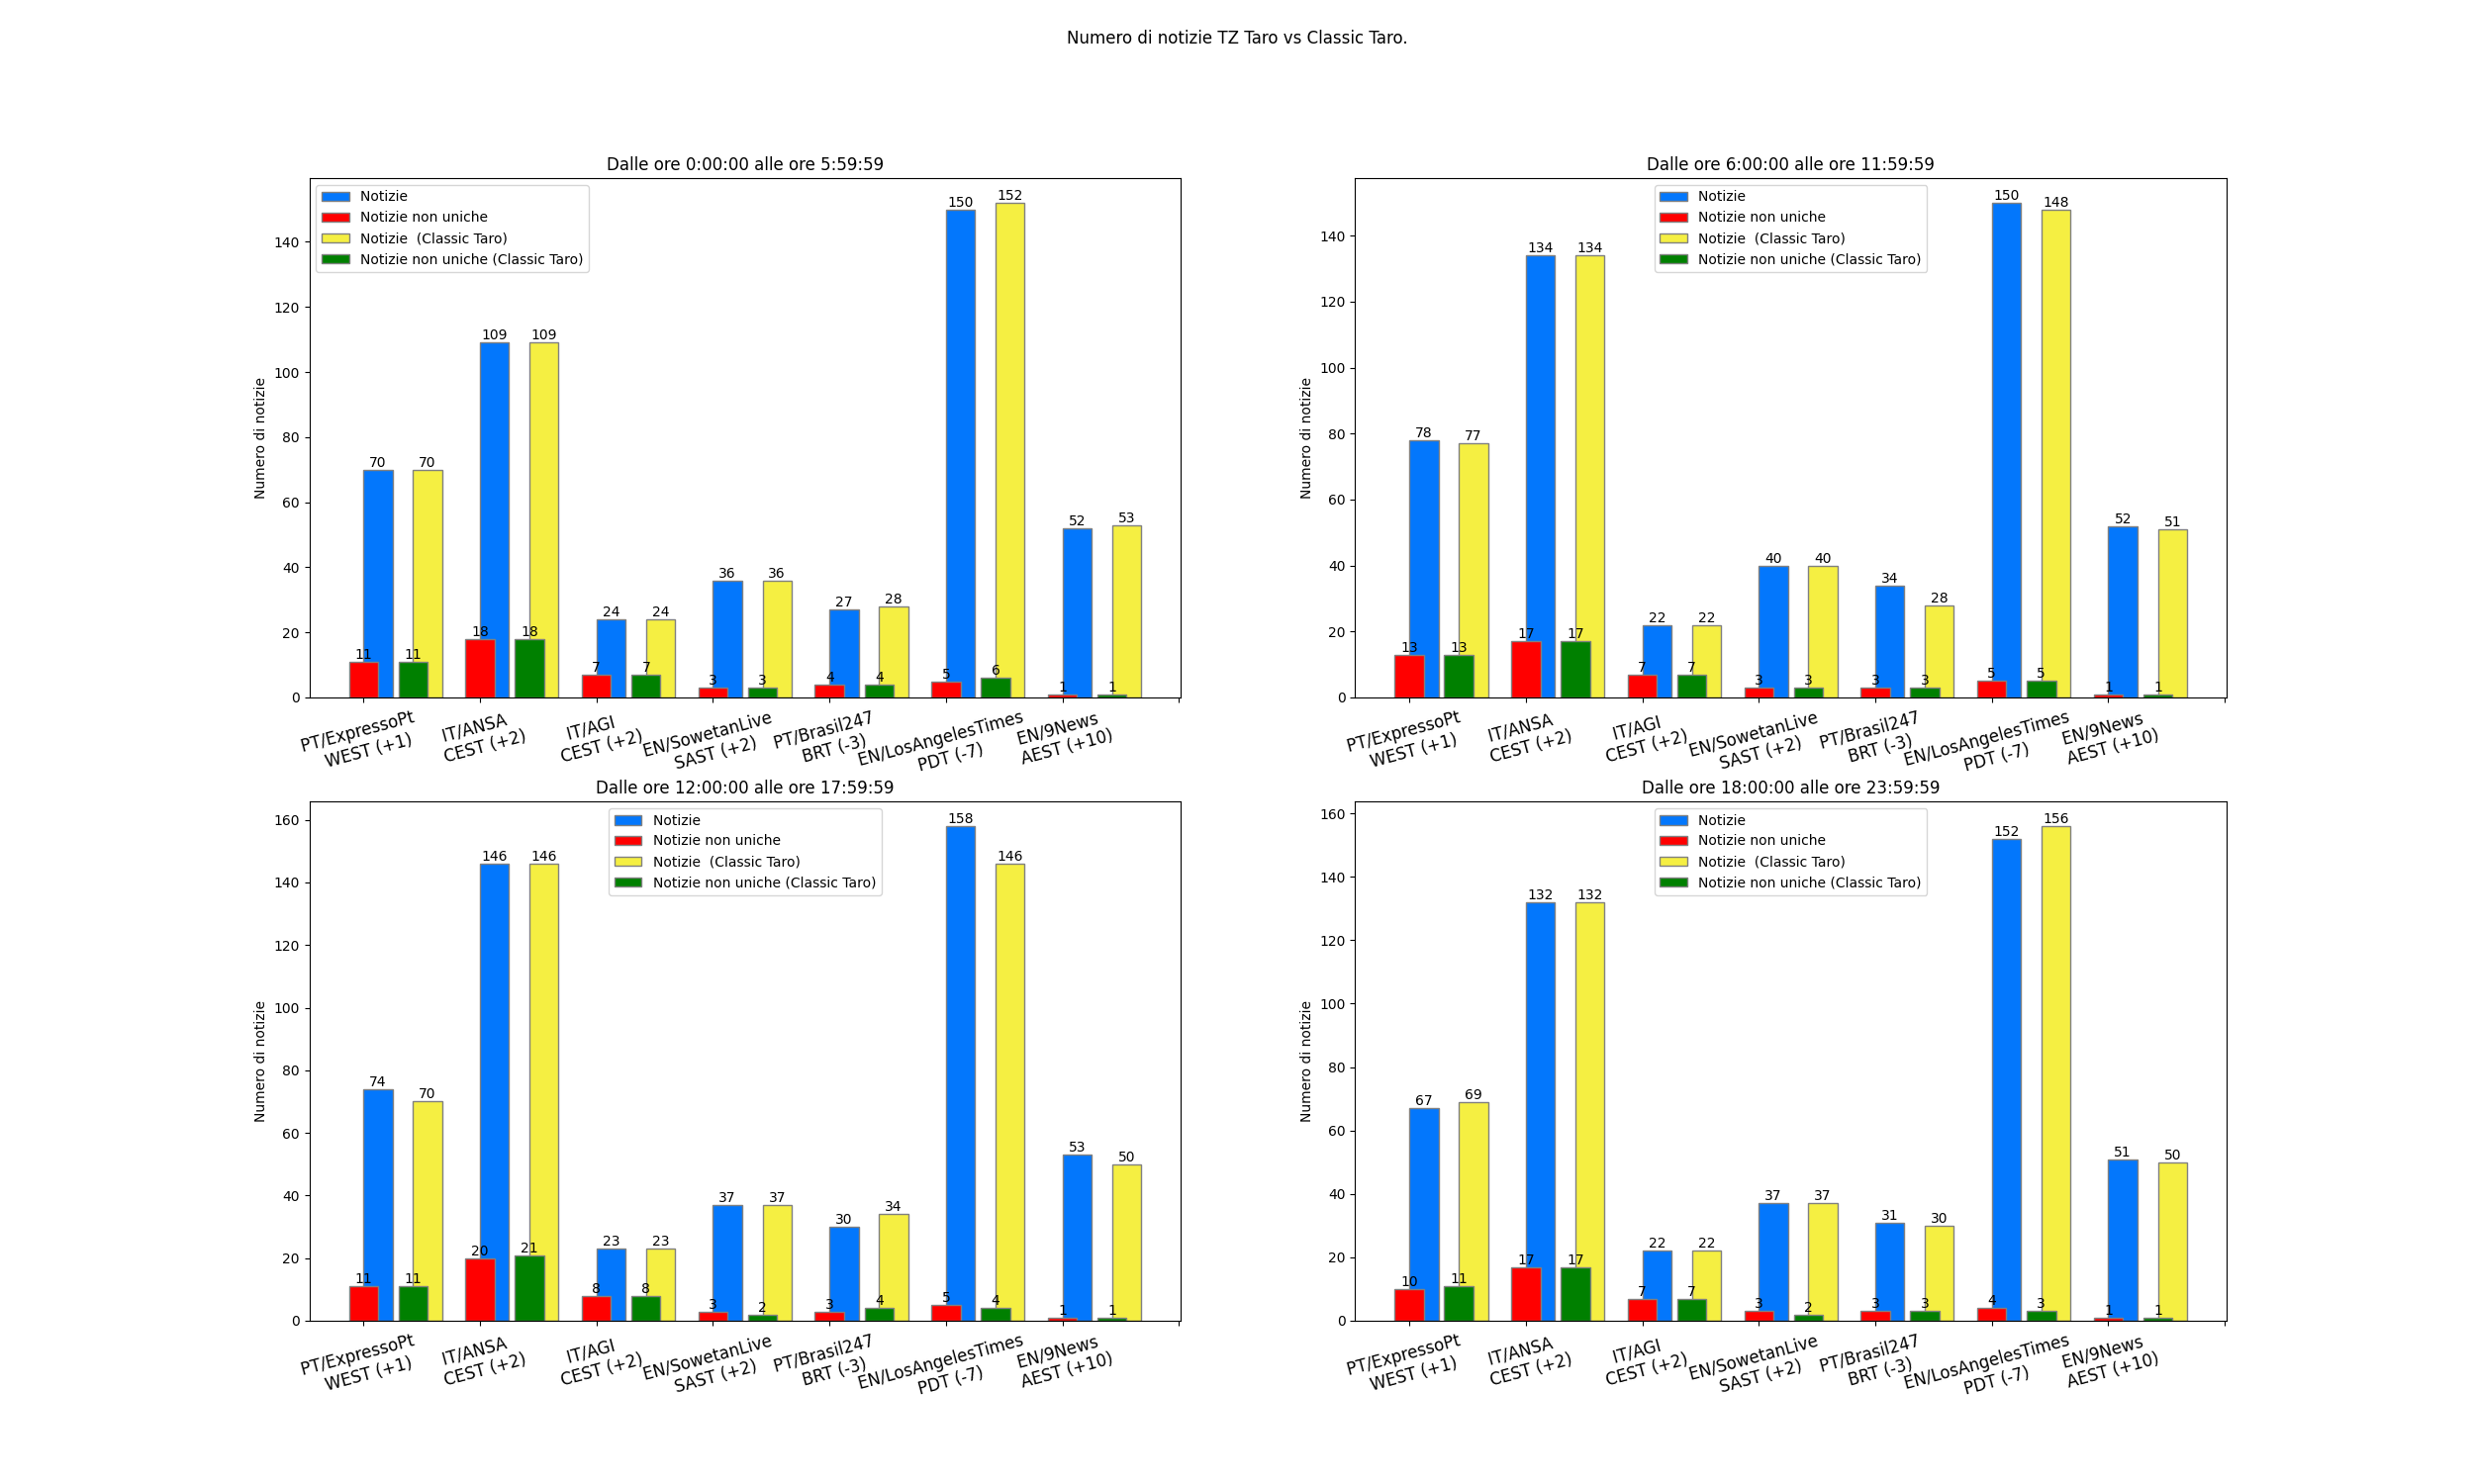 Numero di notizie TZ Taro vs Classic Taro.
Dalle ore 0:00:00 alle ore 5:59:59
Notizie
Notizie non uniche
Notizie (Classic Taro)
Notizie non uniche (Classic Taro)
Numero di notizie
140
120
100
80
60
40
20
0
70 70 109 109 24 24 36 36 27 28 150 152 52 53
11 11 18 18 7 7 3 3 4 4 5 6 1 1
PT/ExpressoPt
WEST (+1)
IT/ANSA
CEST (+2)
IT/AGI
CEST (+2)
EN/SowetanLive
SAST (+2)
PT/Brasil247
BRT (-3)
EN/LosAngelesTimes
PDT (-7)
EN/9News
AEST (+10)
Dalle ore 6:00:00 alle ore 11:59:59
Notizie
Notizie non uniche
Notizie (Classic Taro)
Notizie non uniche (Classic Taro)
Numero di notizie
140
120
100
80
60
40
20
0
78 77 134 134 22 22 40 40 34 28 150 148 52 51
13 13 17 17 7 7 3 3 3 3 5 5 1 1
PT/ExpressoPt
WEST (+1)
IT/ANSA
CEST (+2)
IT/AGI
CEST (+2)
EN/SowetanLive
SAST (+2)
PT/Brasil247
BRT (-3)
EN/LosAngelesTimes
PDT (-7)
EN/9News
AEST (+10)
Dalle ore 12:00:00 alle ore 17:59:59
Notizie
Notizie non uniche
Notizie (Classic Taro)
Notizie non uniche (Classic Taro)
Numero di notizie
160
140
120
100
80
60
40
20
0
74 70 146 146 23 23 37 37 30 34 158 146 53 50
11 11 20 21 8 8 3 2 3 4 5 4 1 1
PT/ExpressoPt
WEST (+1)
IT/ANSA
CEST (+2)
IT/AGI
CEST (+2)
EN/SowetanLive
SAST (+2)
PT/Brasil247
BRT (-3)
EN/LosAngelesTimes
PDT (-7)
EN/9News
AEST (+10)
Dalle ore 18:00:00 alle ore 23:59:59
Notizie
Notizie non uniche
Notizie (Classic Taro)
Notizie non uniche (Classic Taro)
Numero di notizie
160
140
120
100
80
60
40
20
0
67 69 132 132 22 22 37 37 31 30 152 156 51 50
10 11 17 17 7 7 3 2 3 3 4 3 1 1
PT/ExpressoPt
WEST (+1)
IT/ANSA
CEST (+2)
IT/AGI
CEST (+2)
EN/SowetanLive
SAST (+2)
PT/Brasil247
BRT (-3)
EN/LosAngelesTimes
PDT (-7)
EN/9News
AEST (+10)